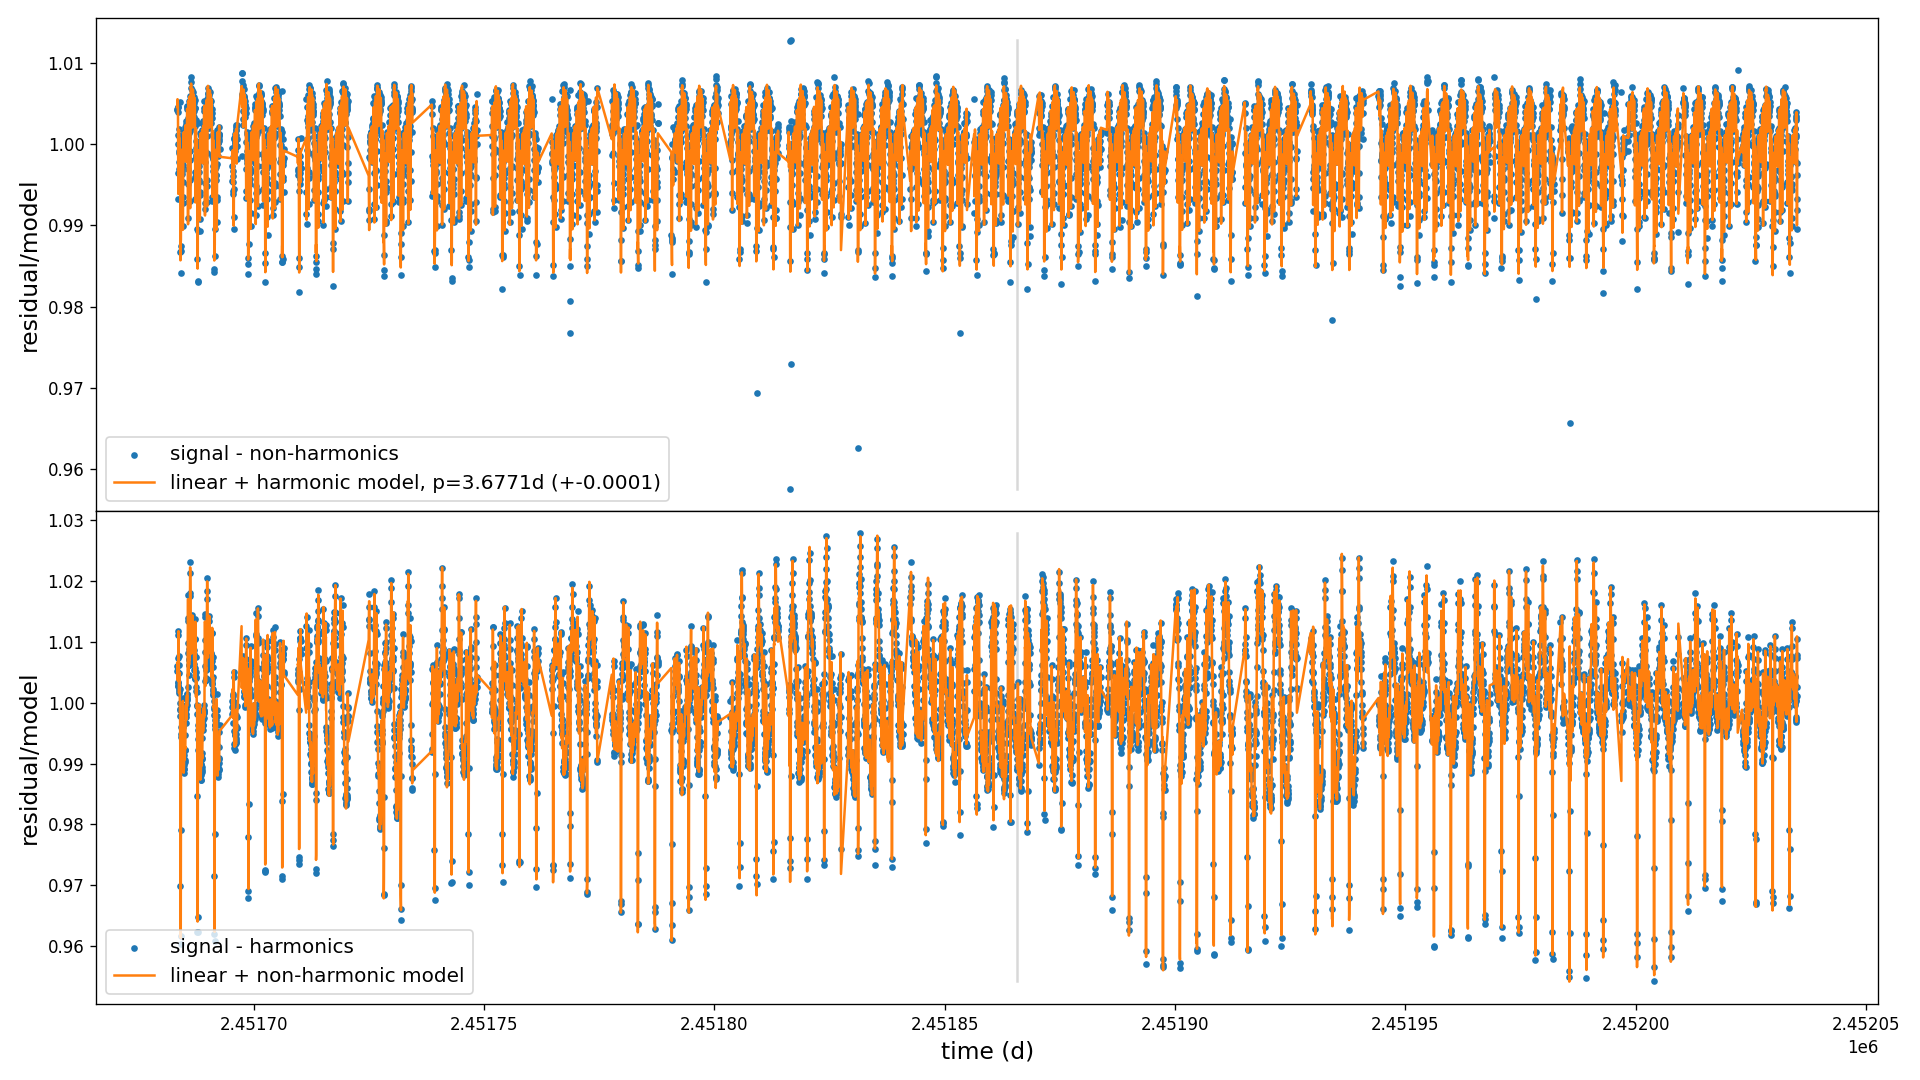 1.01
1.00
0.99
0.98
0.97
0.96
residual/model
signal - non-harmonics
linear + harmonic model, p=3.6771d (+-0.0001)
1.03
1.02
1.01
1.00
0.99
0.98
0.97
0.96
residual/model
signal - harmonics
linear + non-harmonic model
2.45170 2.45175 2.45180 2.45185 2.45190 2.45195 2.45200 2.45205
time (d)
1e6